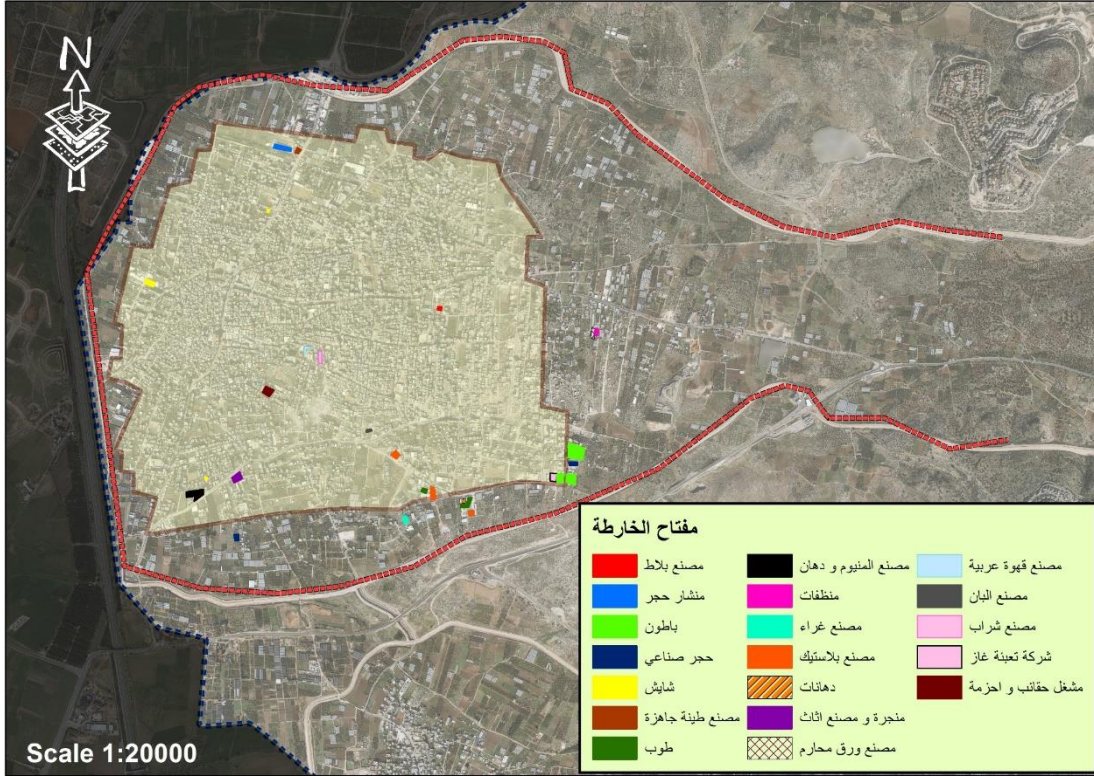 N
مفتاح الخارطة
مصنع بلاط
منشار حجر
باطون
حجر صناعي
شايش
مصنع طينة جاهزة
طوب
مصنع المنيوم و دهان
منظفات
مصنع غراء
مصنع بلاستيك
دهانات
منجرة و مصنع اثاث
مصنع ورق محارم
مصنع قهوة عربية
مصنع البان
مصنع شراب
شركة تعبئة غاز
مشغل حقائب و احزمة
Scale 1:20000